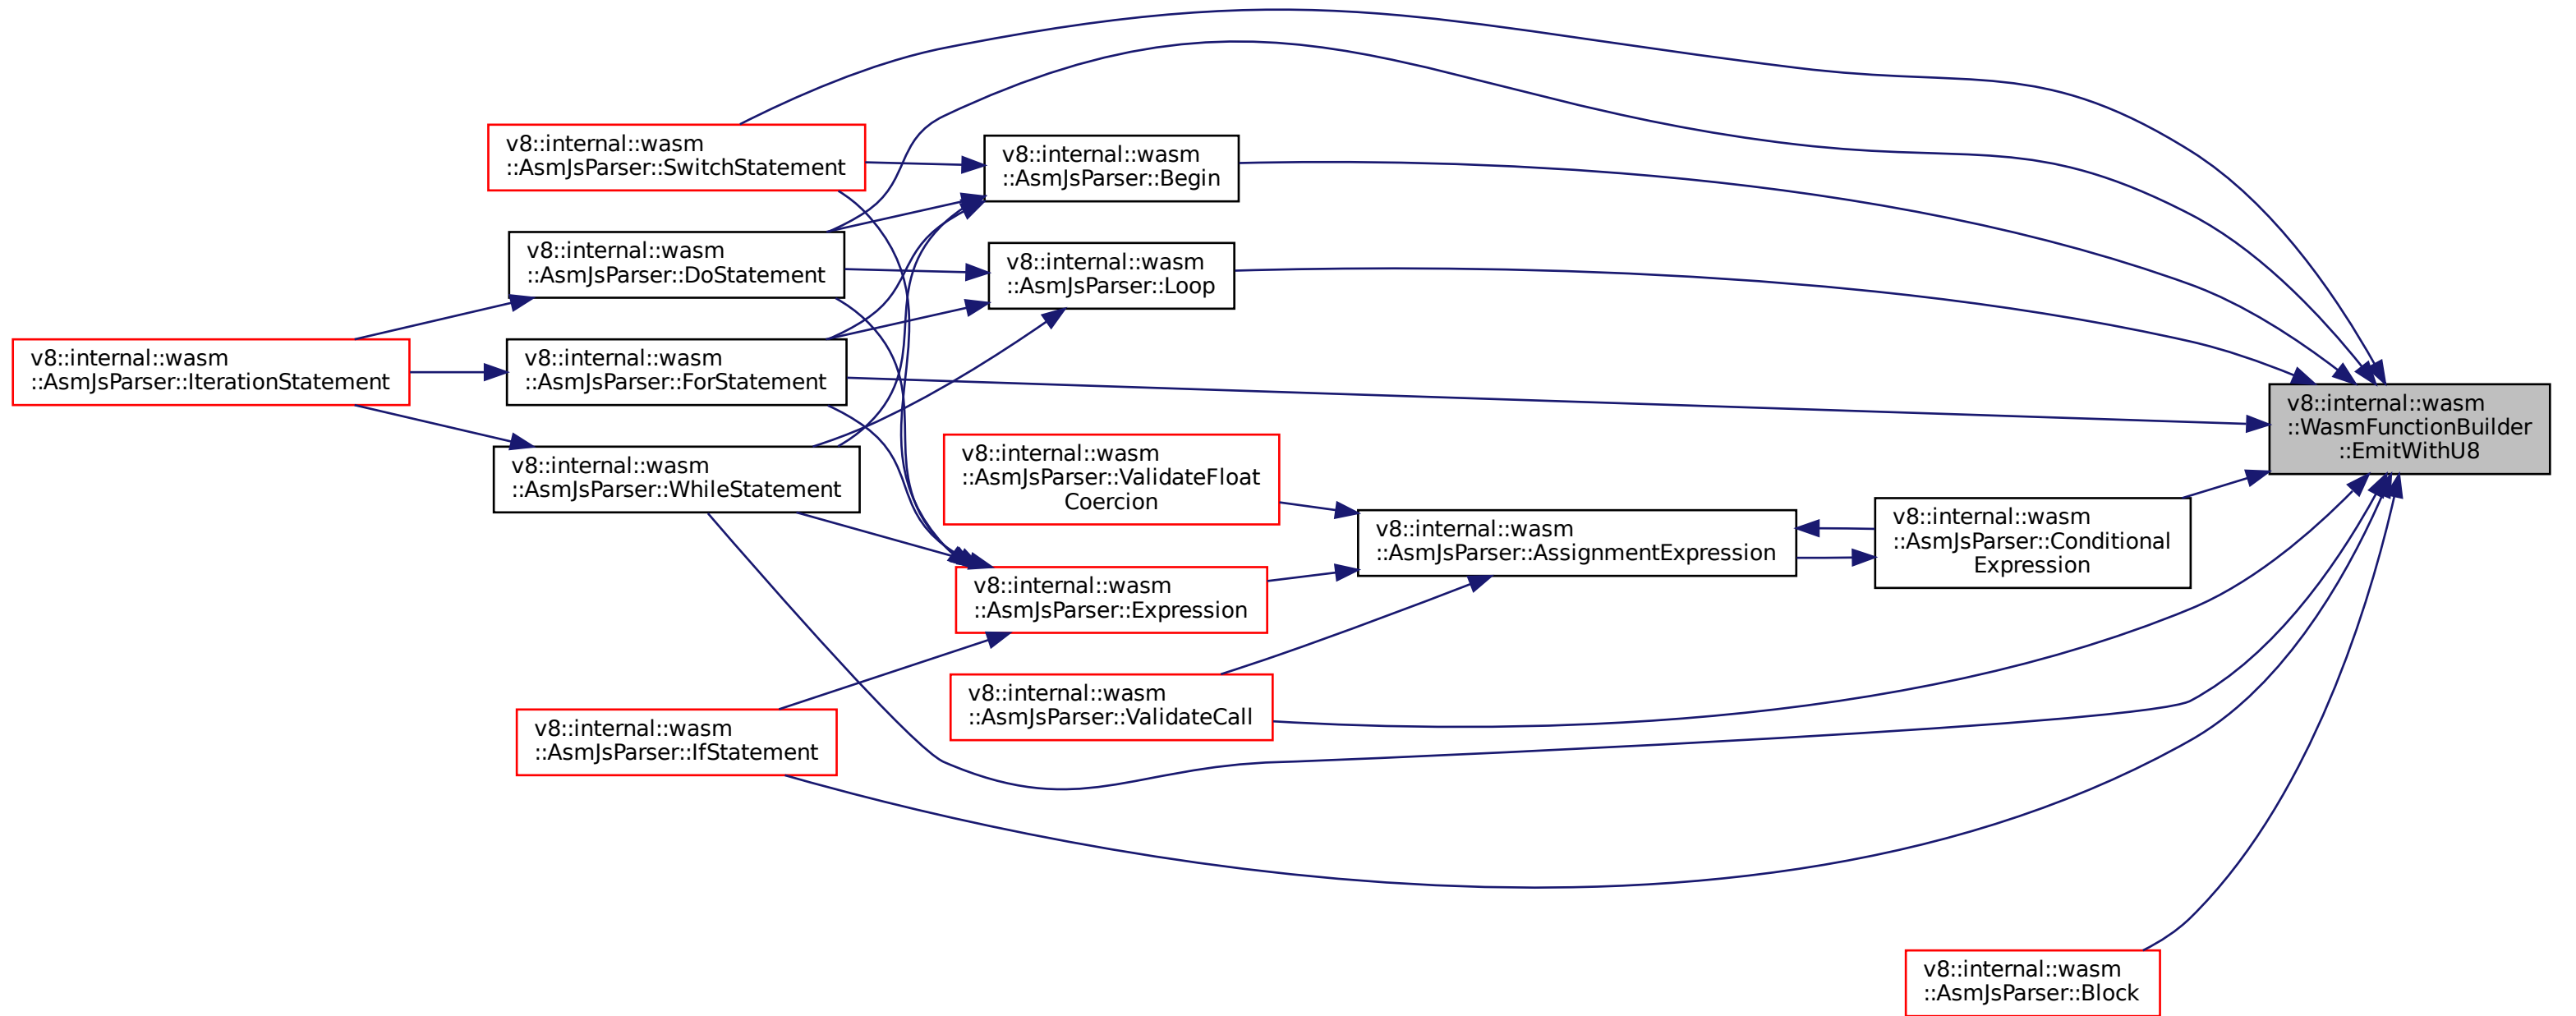 v8::internal::wasm
::AsmJsParser::SwitchStatement
v8::internal::wasm
::AsmJsParser::Begin
v8::internal::wasm
::AsmJsParser::DoStatement
v8::internal::wasm
::AsmJsParser::Loop
v8::internal::wasm
::AsmJsParser::IterationStatement
v8::internal::wasm
::AsmJsParser::ForStatement
v8::internal::wasm
::WasmFunctionBuilder
::EmitWithU8
v8::internal::wasm
::AsmJsParser::WhileStatement
v8::internal::wasm
::AsmJsParser::ValidateFloat
Coercion
v8::internal::wasm
::AsmJsParser::AssignmentExpression
v8::internal::wasm
::AsmJsParser::Conditional
Expression
v8::internal::wasm
::AsmJsParser::Expression
v8::internal::wasm
::AsmJsParser::ValidateCall
v8::internal::wasm
::AsmJsParser::IfStatement
v8::internal::wasm
::AsmJsParser::Block